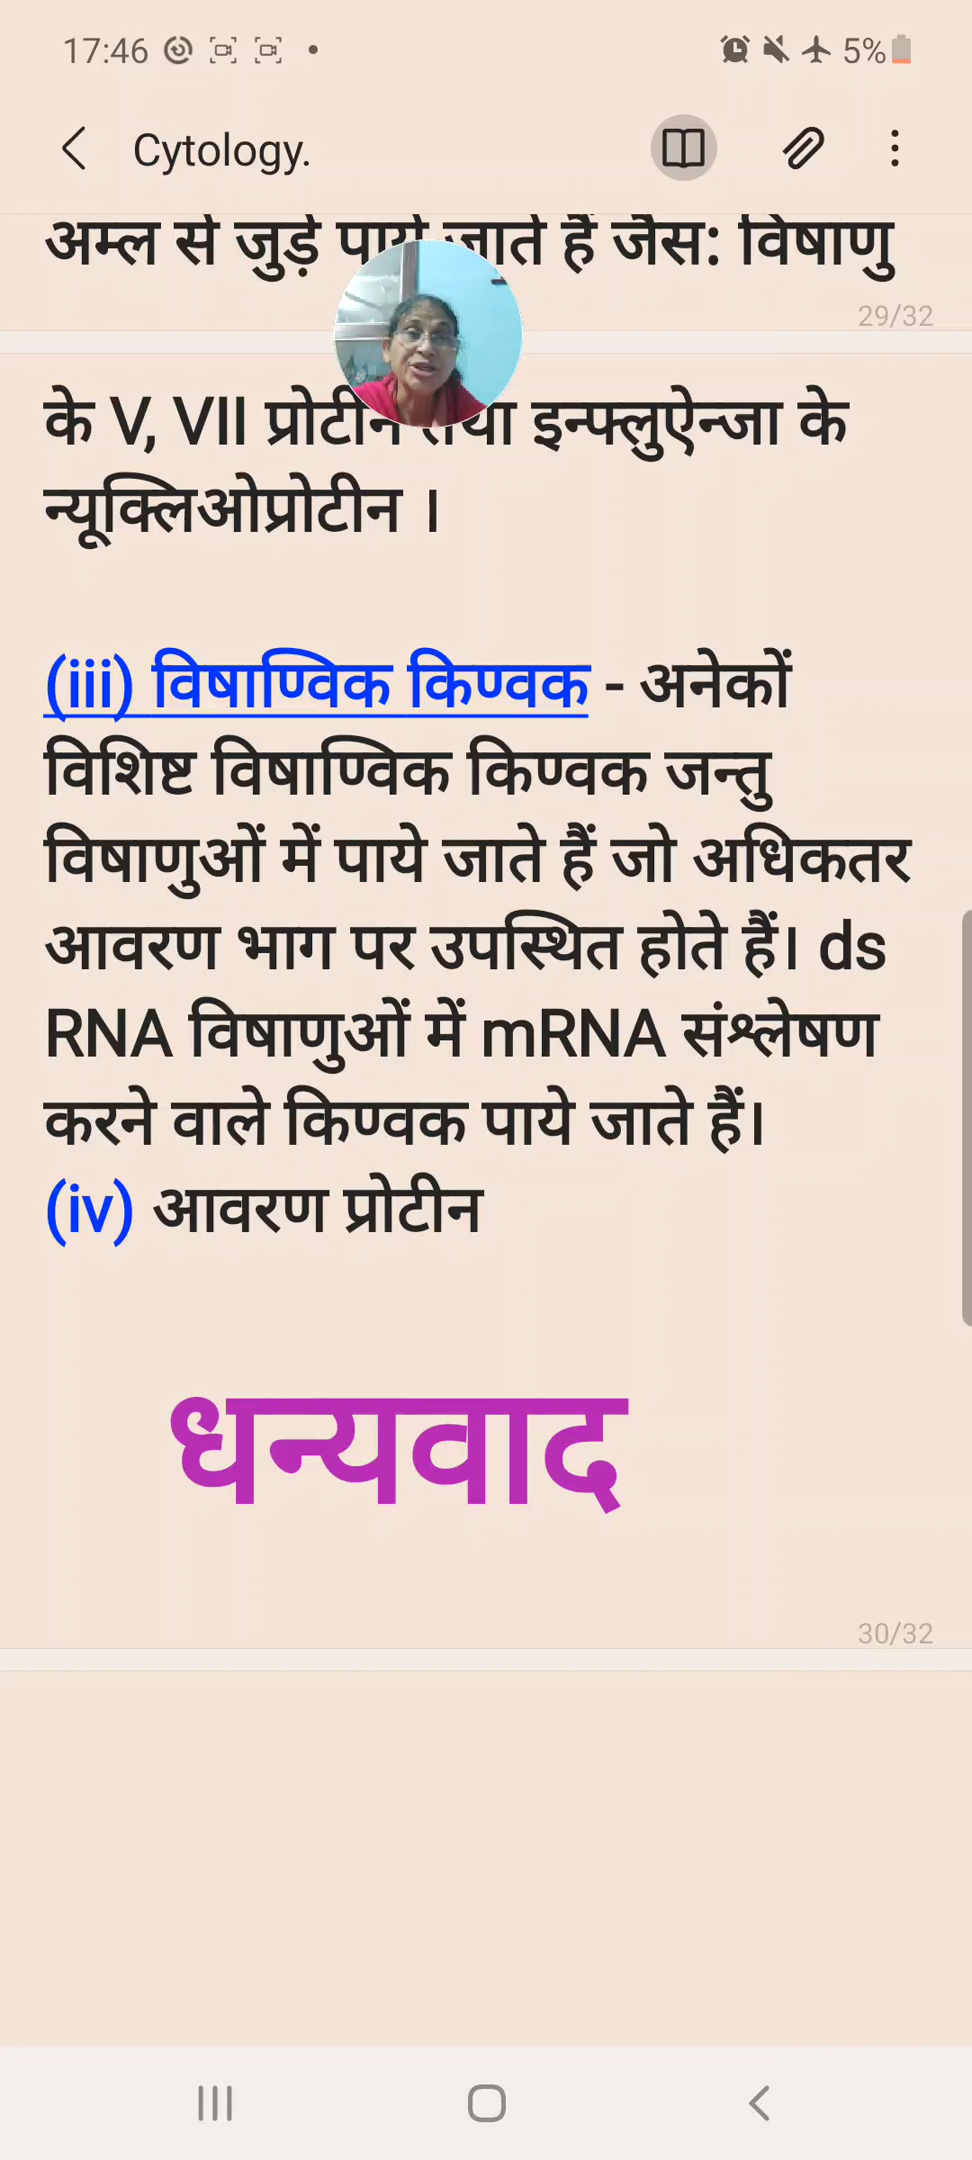 17:46 5%
Cytology.
अम्ल से जुड़े पाये जाते हैं जैस: विषाणु
29/32
के V, VII प्रोटीन तथा इन्फ्लुऐन्जा के
न्यूक्लिओप्रोटीन ।
(iii) विषाण्विक किण्वक - अनेकों
विशिष्ट विषाण्विक किण्वक जन्तु
विषाणुओं में पाये जाते हैं जो अधिकतर
आवरण भाग पर उपस्थित होते हैं। ds
RNA विषाणुओं में mRNA संश्लेषण
करने वाले किण्वक पाये जाते हैं।
(iv) आवरण प्रोटीन
धन्यवाद
30/32